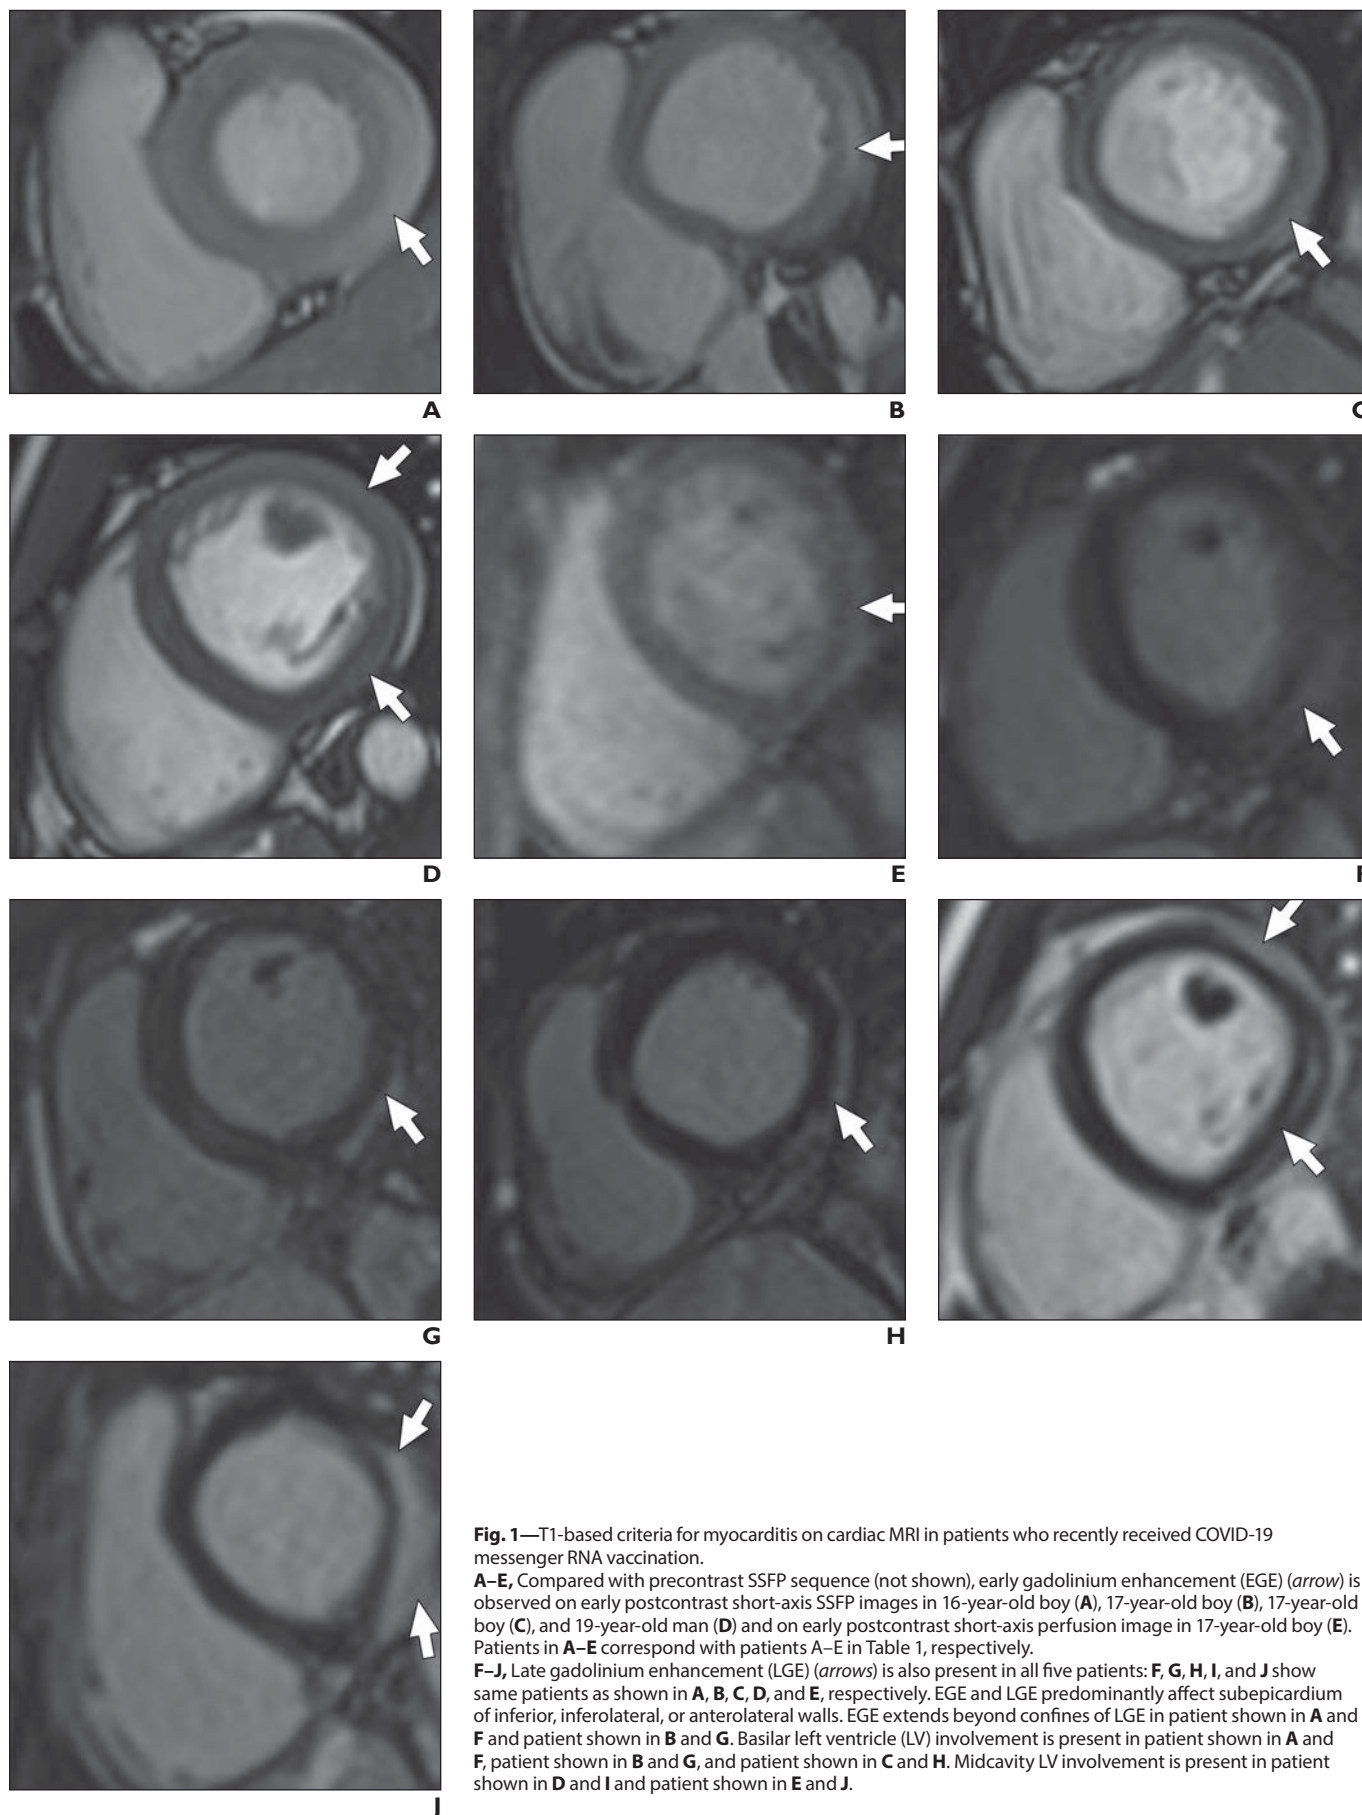 A
B
C
D
E
F
G
H
J
Fig. 1—T1-based criteria for myocarditis on cardiac MRI in patients who recently received COVID-19
messenger RNA vaccination.
A–E, Compared with precontrast SSFP sequence (not shown), early gadolinium enhancement (EGE) (arrow) is
observed on early postcontrast short-axis SSFP images in 16-year-old boy (A), 17-year-old boy (B), 17-year-old
boy (C), and 19-year-old man (D) and on early postcontrast short-axis perfusion image in 17-year-old boy (E).
Patients in A–E correspond with patients A–E in Table 1, respectively.
F–J, Late gadolinium enhancement (LGE) (arrows) is also present in all five patients: F, G, H, I, and J show
same patients as shown in A, B, C, D, and E, respectively. EGE and LGE predominantly affect subepicardium
of inferior, inferolateral, or anterolateral walls. EGE extends beyond confines of LGE in patient shown in A and
F and patient shown in B and G. Basilar left ventricle (LV) involvement is present in patient shown in A and
F, patient shown in B and G, and patient shown in C and H. Midcavity LV involvement is present in patient
shown in D and I and patient shown in E and J.